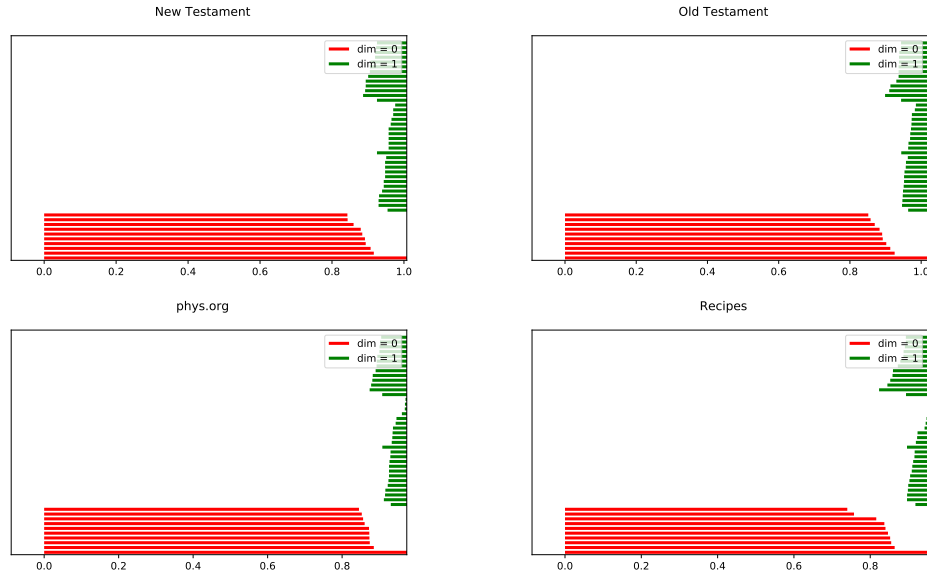 New Testament
dim = 0
dim = 1
0.0 0.2 0.4 0.6 0.8 1.0
Old Testament
dim = 0
dim = 1
0.0 0.2 0.4 0.6 0.8 1.0
phys.org
dim = 0
dim = 1
0.0 0.2 0.4 0.6 0.8
Recipes
dim = 0
dim = 1
0.0 0.2 0.4 0.6 0.8